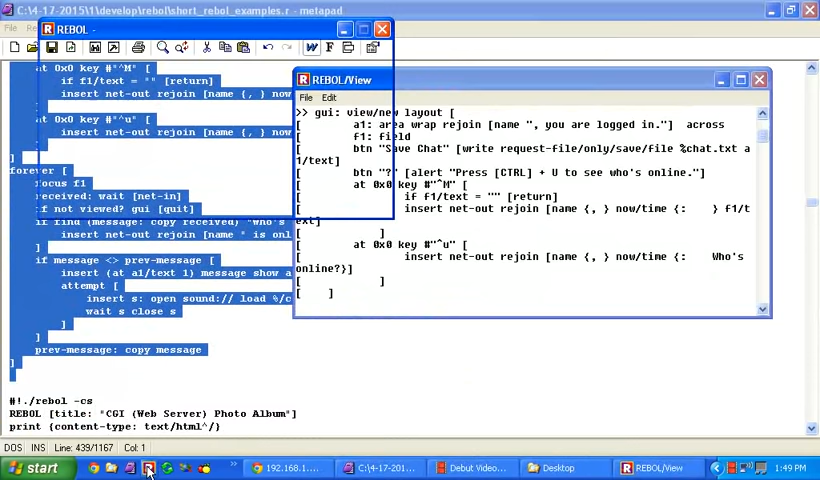 C:\4-17-2015\1\develop\rebol\short_rebol_examples.r - metapad
REBOL -
at 0x0 key #"^M" [
if f1/text = "" [return]
insert net-out rejoin [name {, } now
]
at 0x0 key #"^u" [
insert net-out rejoin [name {, } now
]
]
forever [
focus f1
received: wait [net-in]
if not viewed? gui [quit]
if find (message: copy received) "who's
insert net-out rejoin [name " is onl
]
if message <> prev-message [
insert (at a1/text 1) message show a
attempt [
insert s: open sound:// load %/c
wait s close s
]
]
prev-message: copy message
]
#!./rebol -cs
REBOL [title: "CGI (Web Server) Photo Album"]
print {content-type: text/html^/}
REBOL/View
File Edit
>> gui: view/new layout [
[ a1: area wrap rejoin [name ", you are logged in."] across
[ f1: field
[ btn "Save Chat" [write request-file/only/save/file %chat.txt a
1/text]
[ btn "?" [alert "Press [CTRL] + U to see who's online."]
[ at 0x0 key #"^M" [
[ if f1/text = "" [return]
[ insert net-out rejoin [name {, } now/time {: } f1/t
ext]
[ ]
[ at 0x0 key #"^u" [
[ insert net-out rejoin [name {, } now/time {: Who's
online?}]
[ ]
[ ]
DOS INS Line: 439/1167 Col: 1
start 192.168.1.... C:\4-17-201... Debut Video... Desktop REBOL/View 1:49 PM